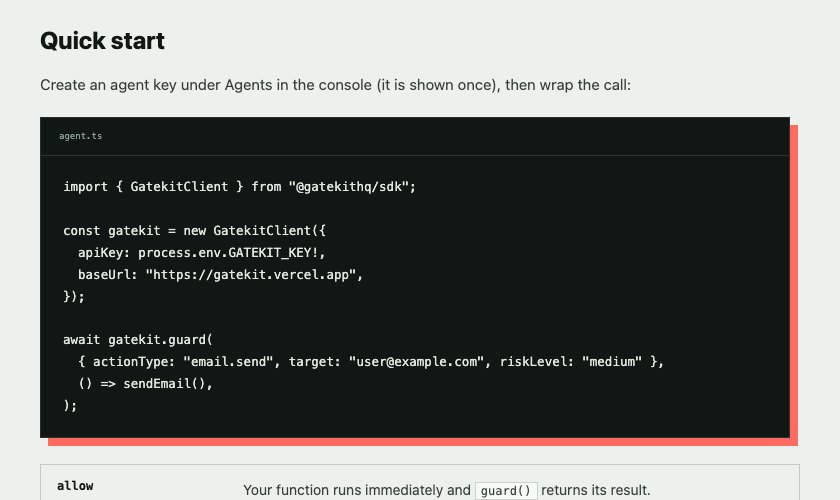 Quick start
Create an agent key under Agents in the console (it is shown once), then wrap the call:
agent.ts
import { GatekitClient } from "@gatekithq/sdk";
const gatekit = new GatekitClient({
apiKey: process.env.GATEKIT_KEY!,
baseUrl: "https://gatekit.vercel.app",
});
await gatekit.guard(
{ actionType: "email.send", target: "user@example.com", riskLevel: "medium" },
() => sendEmail(),
);
allow Your function runs immediately and guard() returns its result.